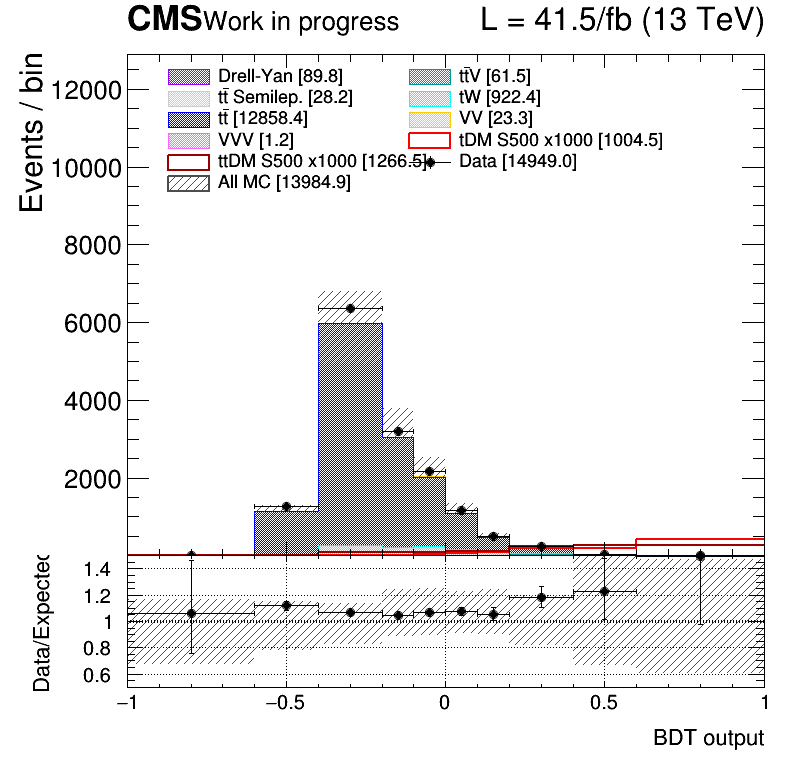 CMS Work in progress L = 41.5/fb (13 TeV)
Events / bin
12000
10000
8000
6000
4000
2000
Drell-Yan [89.8] tt̄V [61.5]
tt̄ Semilep. [28.2] tW [922.4]
tt̄ [12858.4] VV [23.3]
VVV [1.2] tDM S500 x1000 [1004.5]
ttDM S500 x1000 [1266.5] Data [14949.0]
All MC [13984.9]
Data/Expected
1.4
1.2
1
0.8
0.6
−1 −0.5 0 0.5 1
BDT output